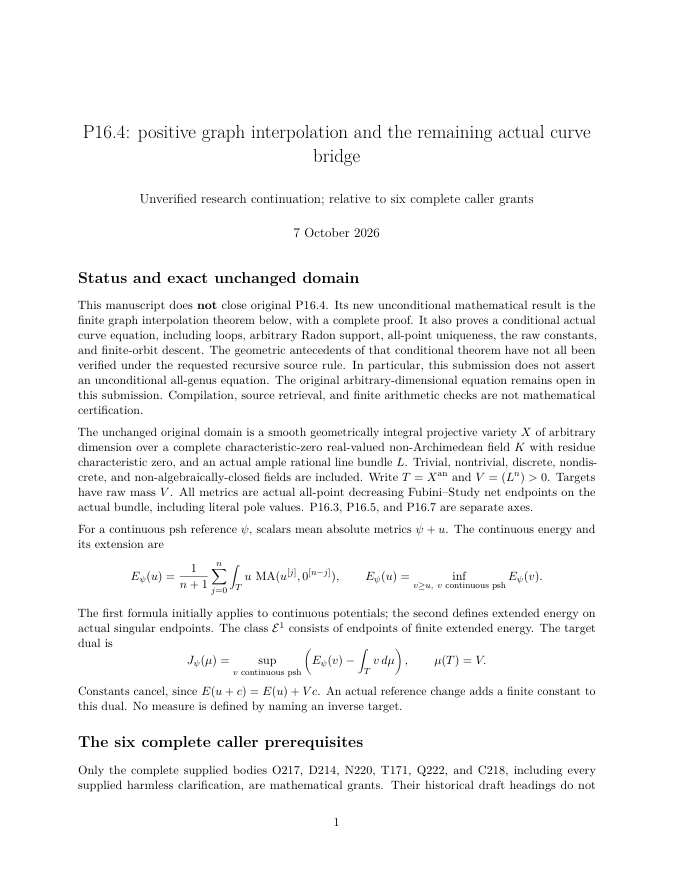 P16.4: positive graph interpolation and the remaining actual curve
bridge
Unverified research continuation; relative to six complete caller grants
7 October 2026
Status and exact unchanged domain
This manuscript does not close original P16.4. Its new unconditional mathematical result is the
finite graph interpolation theorem below, with a complete proof. It also proves a conditional actual
curve equation, including loops, arbitrary Radon support, all-point uniqueness, the raw constants,
and finite-orbit descent. The geometric antecedents of that conditional theorem have not all been
verified under the requested recursive source rule. In particular, this submission does not assert
an unconditional all-genus equation. The original arbitrary-dimensional equation remains open in
this submission. Compilation, source retrieval, and finite arithmetic checks are not mathematical
certification.
The unchanged original domain is a smooth geometrically integral projective variety X of arbitrary
dimension over a complete characteristic-zero real-valued non-Archimedean field K with residue
characteristic zero, and an actual ample rational line bundle L. Trivial, nontrivial, discrete, nondis-
crete, and non-algebraically-closed fields are included. Write T = Xᵃⁿ and V = (Lⁿ) > 0. Targets
have raw mass V. All metrics are actual all-point decreasing Fubini–Study net endpoints on the
actual bundle, including literal pole values. P16.3, P16.5, and P16.7 are separate axes.
For a continuous psh reference ψ, scalars mean absolute metrics ψ + u. The continuous energy and
its extension are
E_ψ(u) = 1/(n + 1) ∑_{j=0}^{n} ∫_T u MA(u^{[j]}, 0^{[n−j]}), E_ψ(u) = inf_{v≥u, v continuous psh} E_ψ(v).
The first formula initially applies to continuous potentials; the second defines extended energy on
actual singular endpoints. The class ℰ¹ consists of endpoints of finite extended energy. The target
dual is
J_ψ(μ) = sup_{v continuous psh} (E_ψ(v) − ∫_T v dμ), μ(T) = V.
Constants cancel, since E(u + c) = E(u) + Vc. An actual reference change adds a finite constant to
this dual. No measure is defined by naming an inverse target.
The six complete caller prerequisites
Only the complete supplied bodies O217, D214, N220, T171, Q222, and C218, including every
supplied harmless clarification, are mathematical grants. Their historical draft headings do not
1